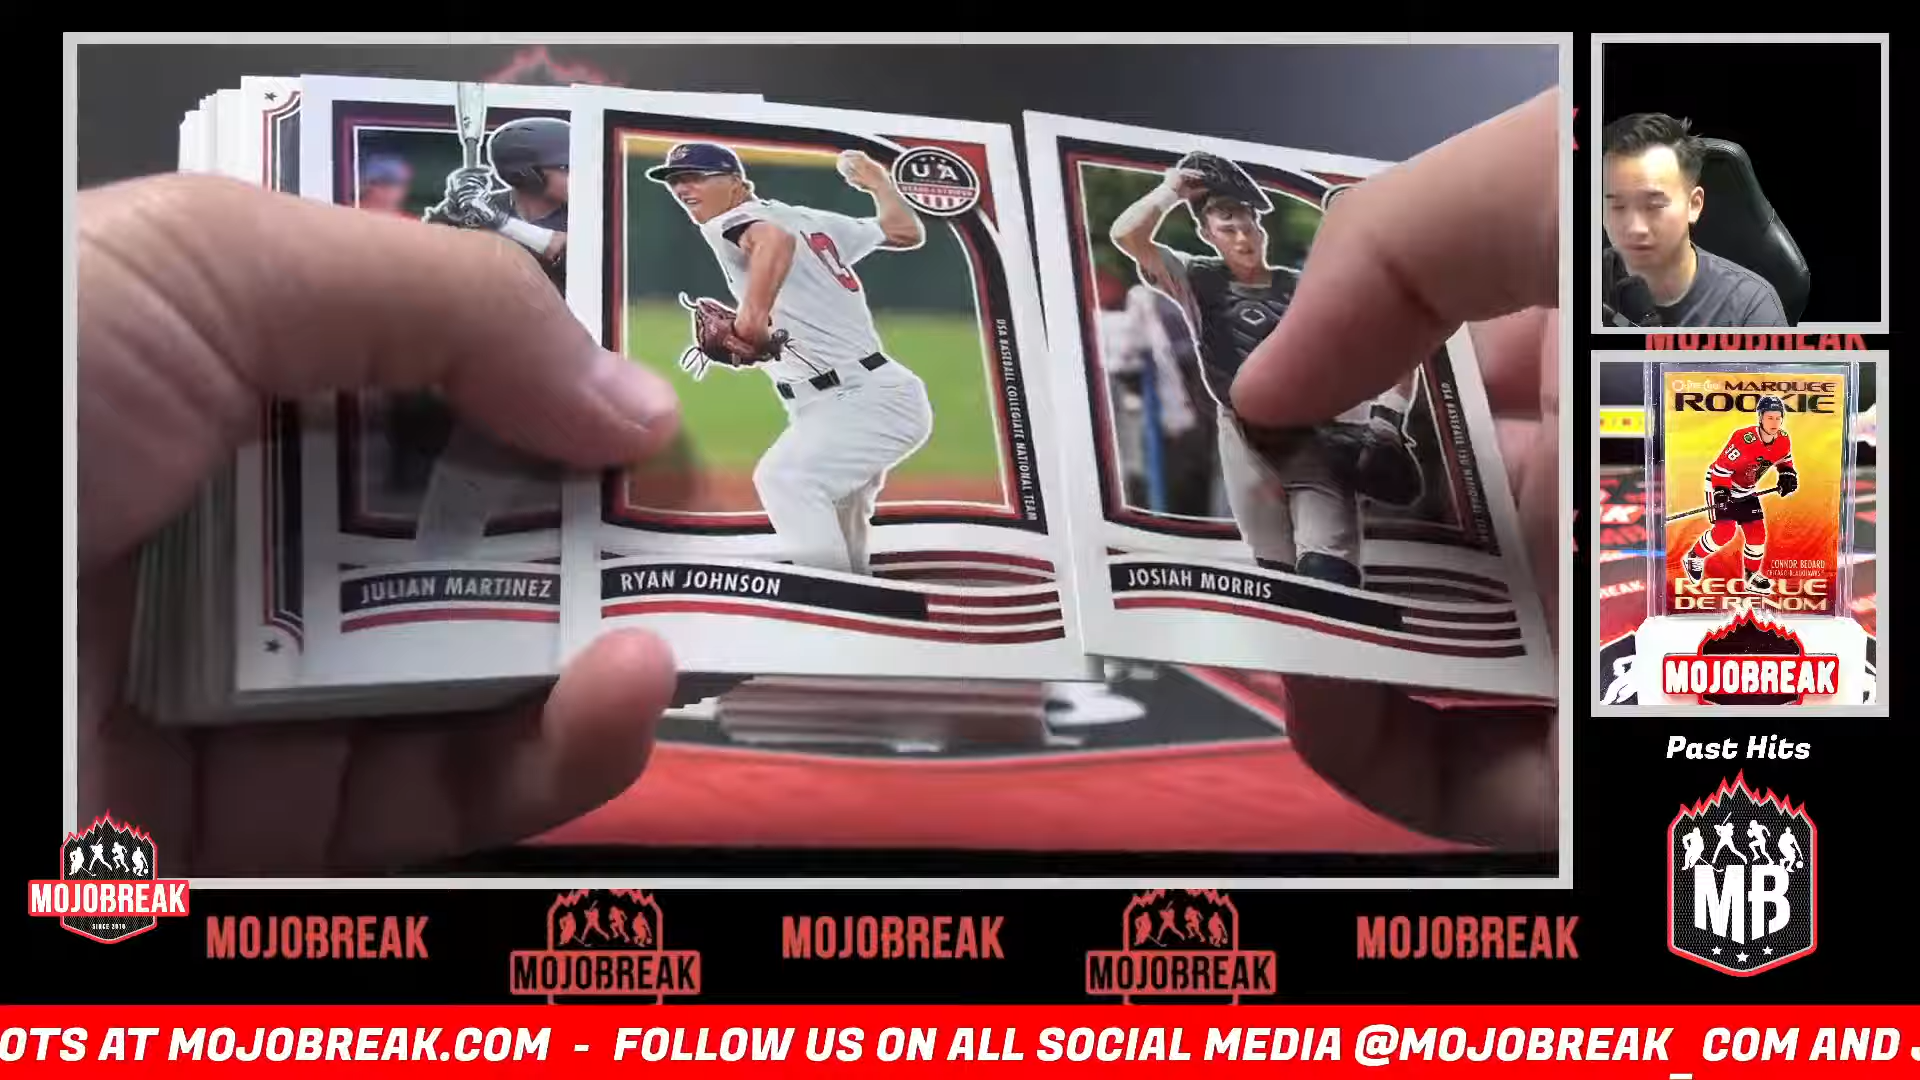 JULIAN MARTINEZ
RYAN JOHNSON
USA BASEBALL COLLEGIATE NATIONAL TEAM
JOSIAH MORRIS
MARQUEE
ROOKIE
CONNOR BEDARD
CHICAGO BLACKHAWKS
RECRUE
DE RENOM
MOJOBREAK
Past Hits
MB
MOJOBREAK
SINCE 2010
MOJOBREAK
MOJOBREAK
MOJOBREAK
MOJOBREAK
MOJOBREAK
OTS AT MOJOBREAK.COM - FOLLOW US ON ALL SOCIAL MEDIA @MOJOBREAK_COM AND J